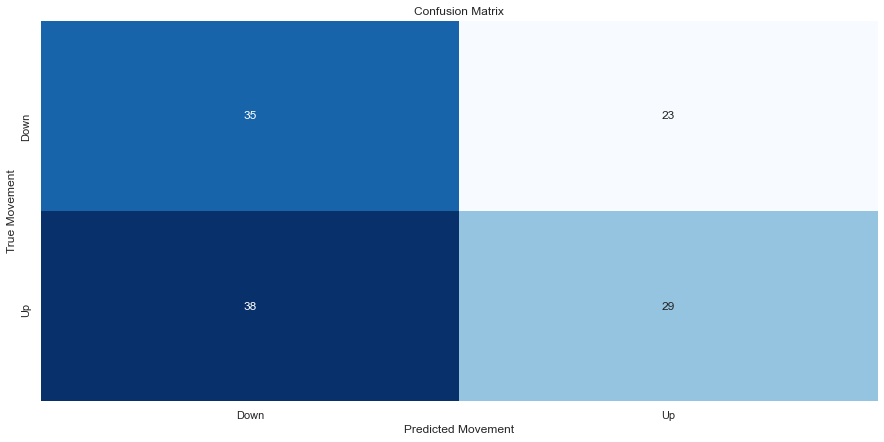 Confusion Matrix
True Movement
Down
35
23
Up
38
29
Down
Up
Predicted Movement